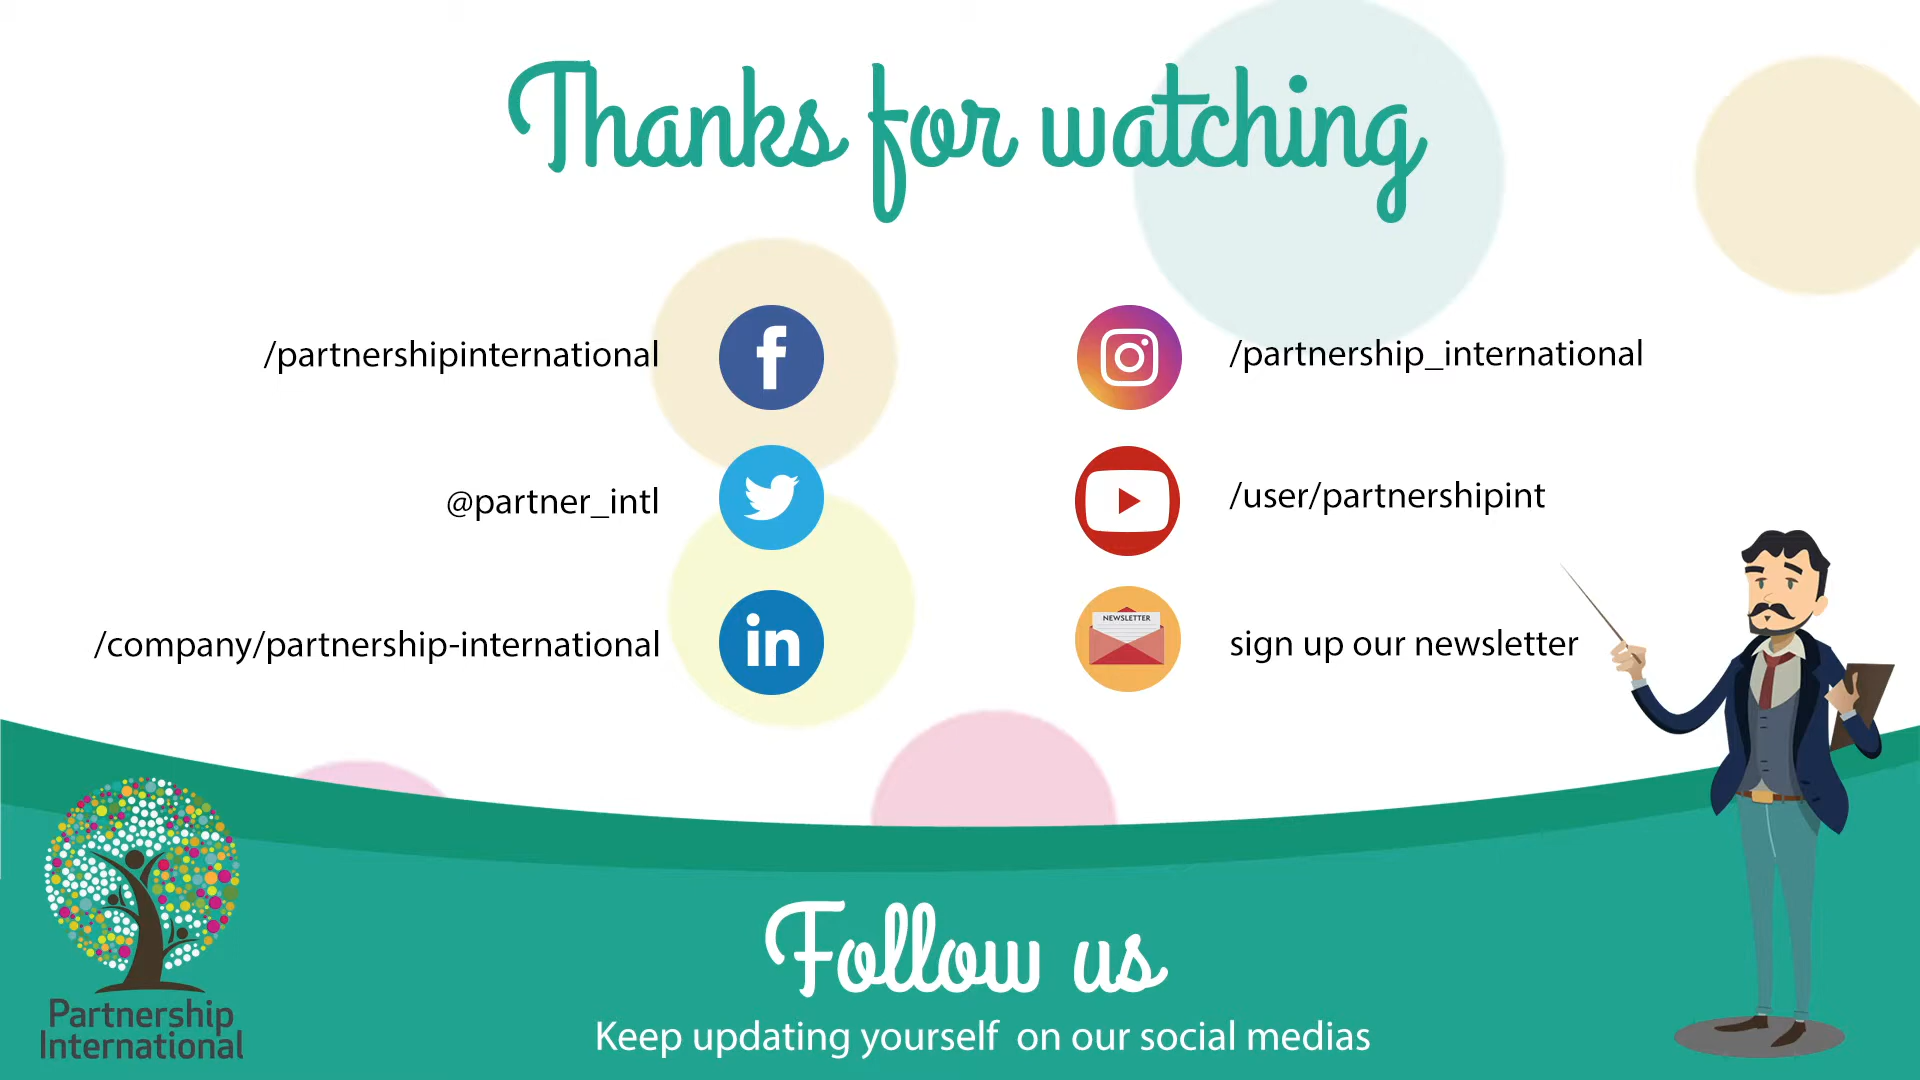 Thanks for watching
/partnershipinternational
/partnership_international
@partner_intl
/user/partnershipint
/company/partnership-international
NEWSLETTER
sign up our newsletter
Follow us
Keep updating yourself on our social medias
Partnership
International